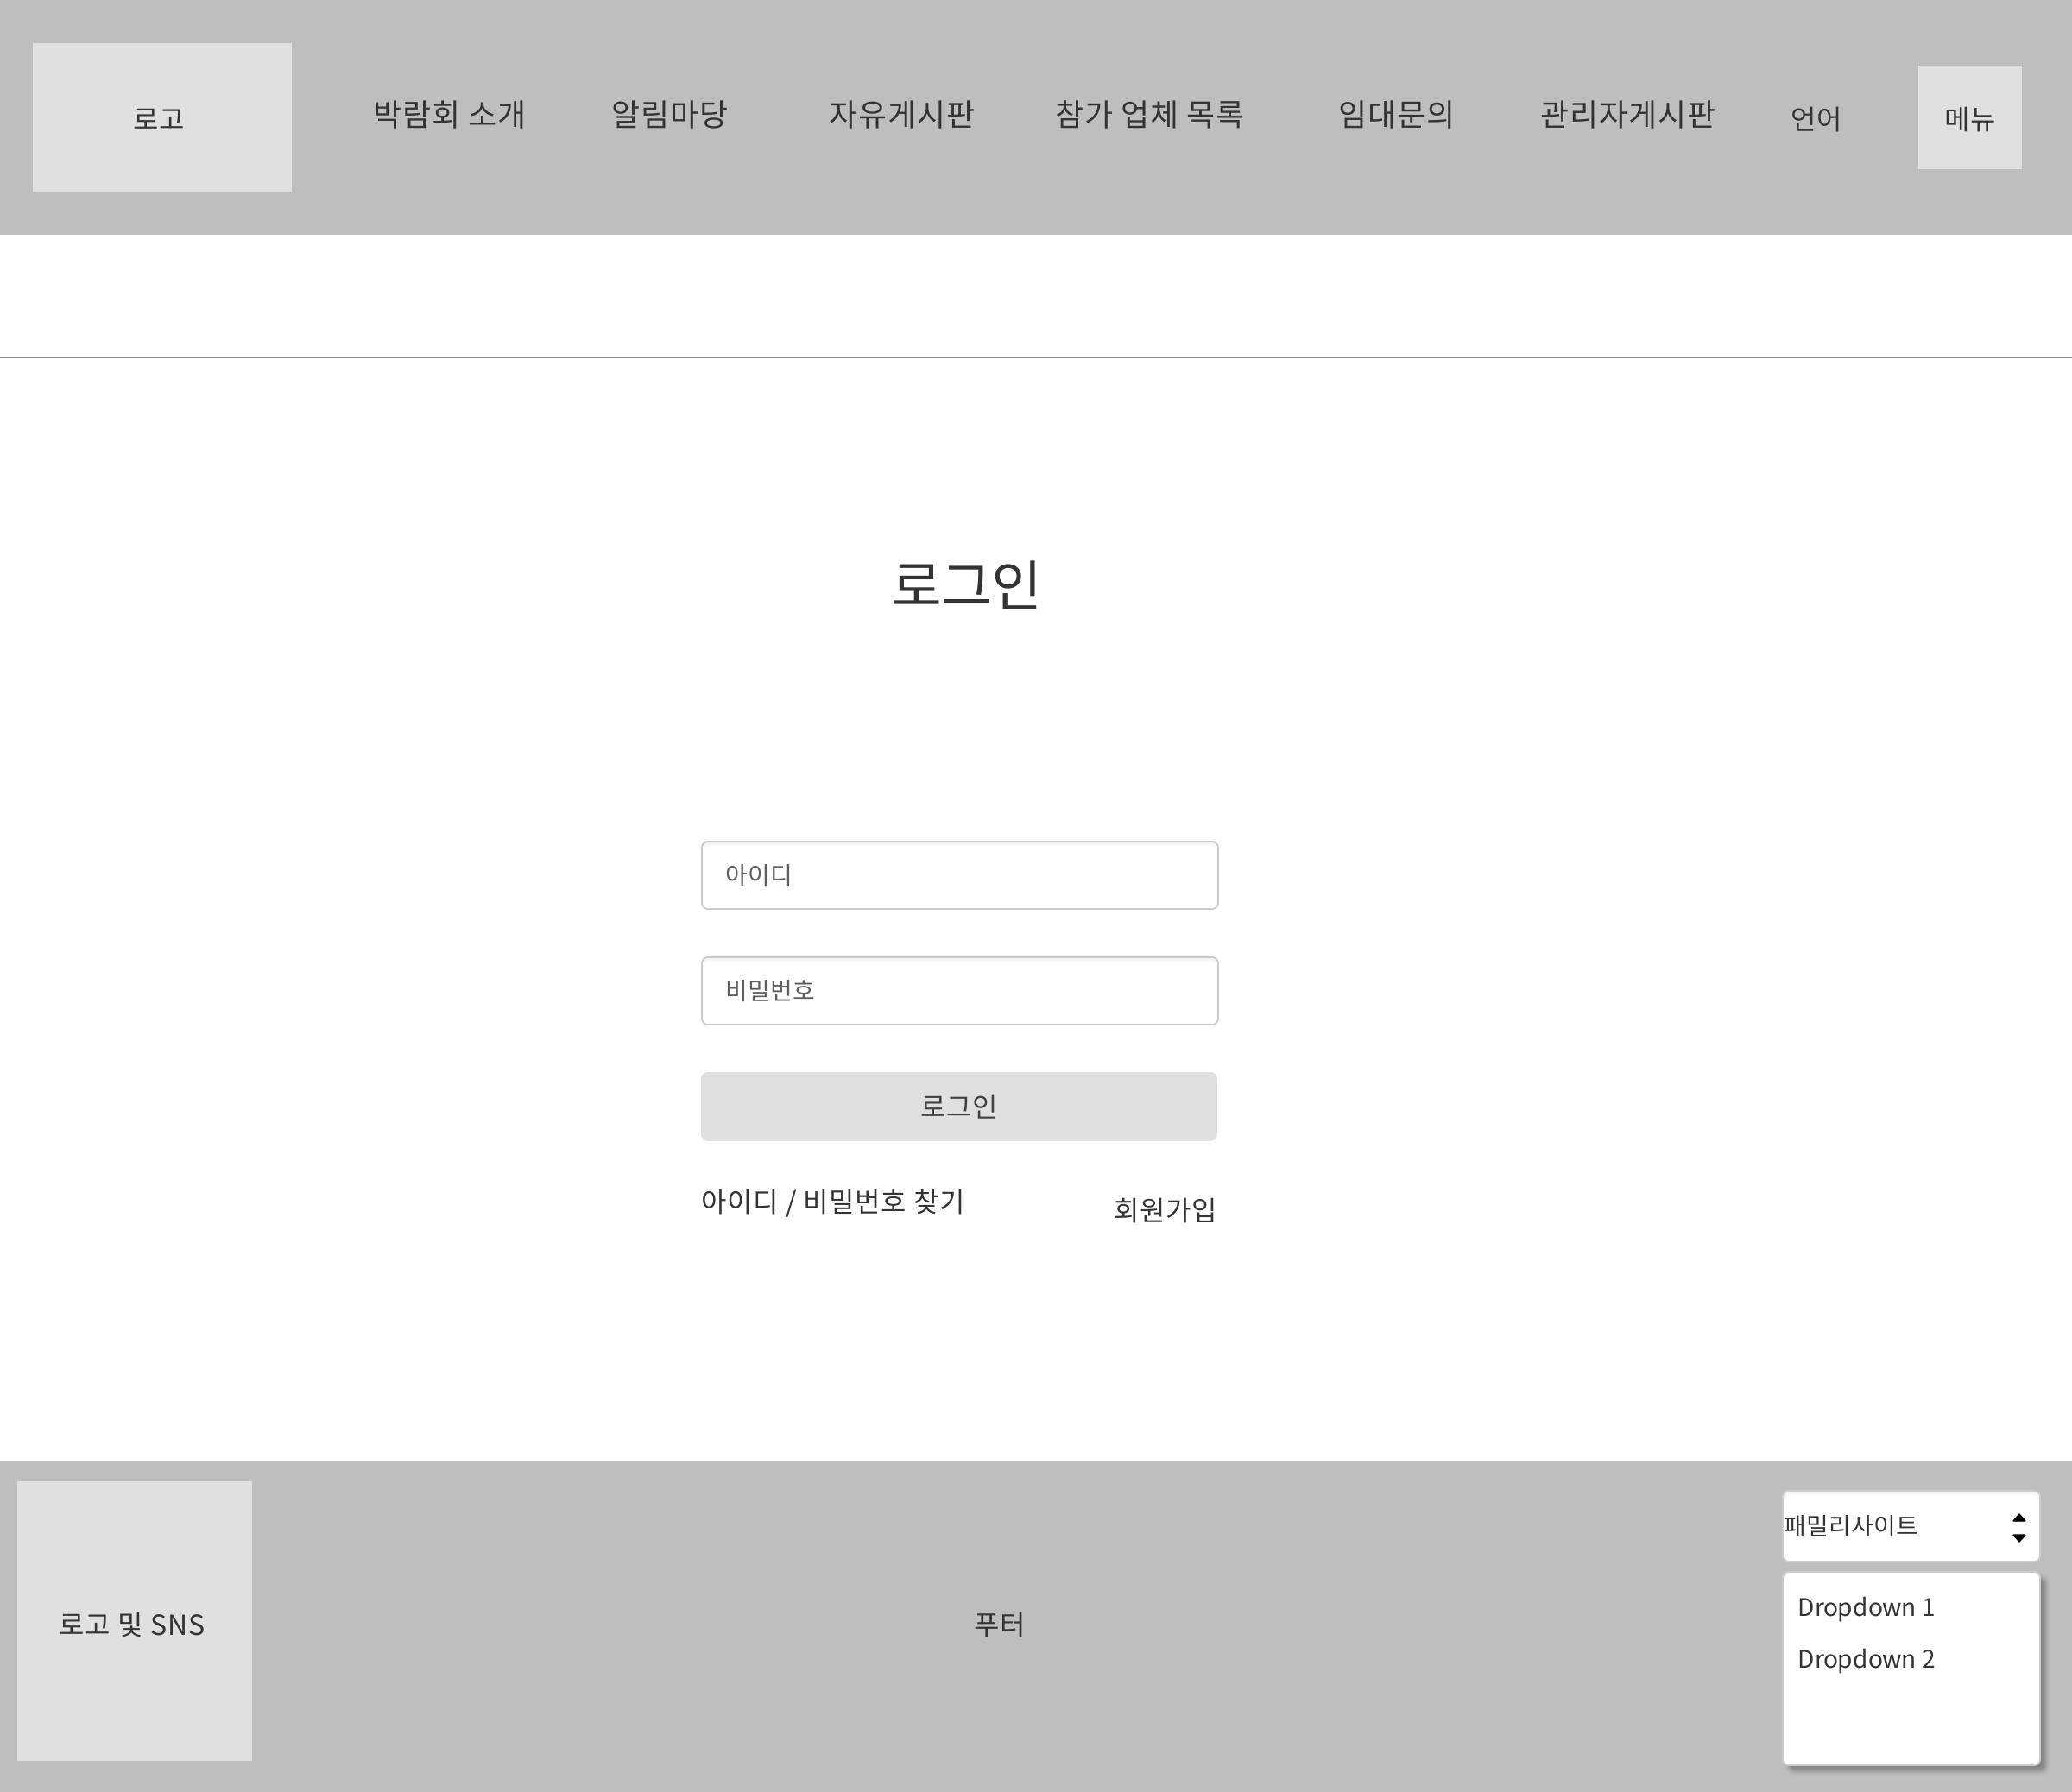 로고
박람회 소개
알림마당
자유게시판
참가 업체 목록
임대문의
관리자게시판
언어
메뉴
로그인
아이디
비밀번호
로그인
아이디 / 비밀번호 찾기
회원가입
로고 및 SNS
푸터
패밀리사이트
Dropdown 1
Dropdown 2